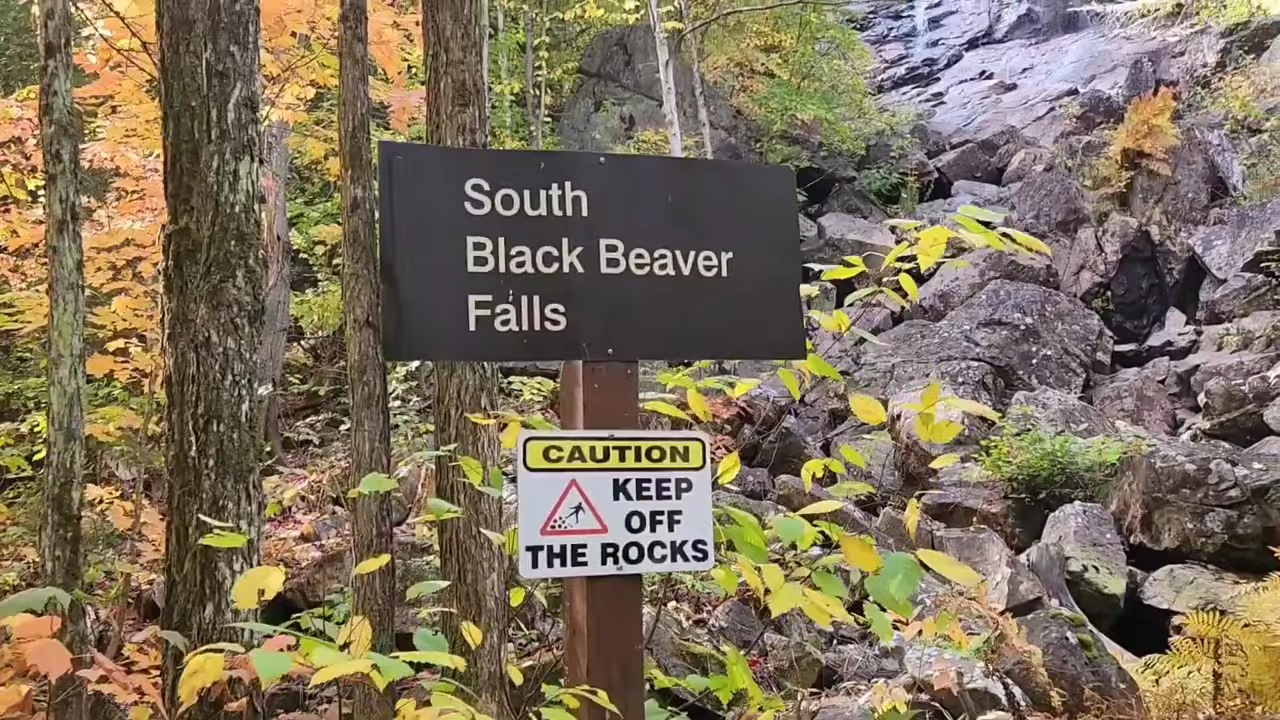 South
Black Beaver
Falls
CAUTION
KEEP
OFF
THE ROCKS